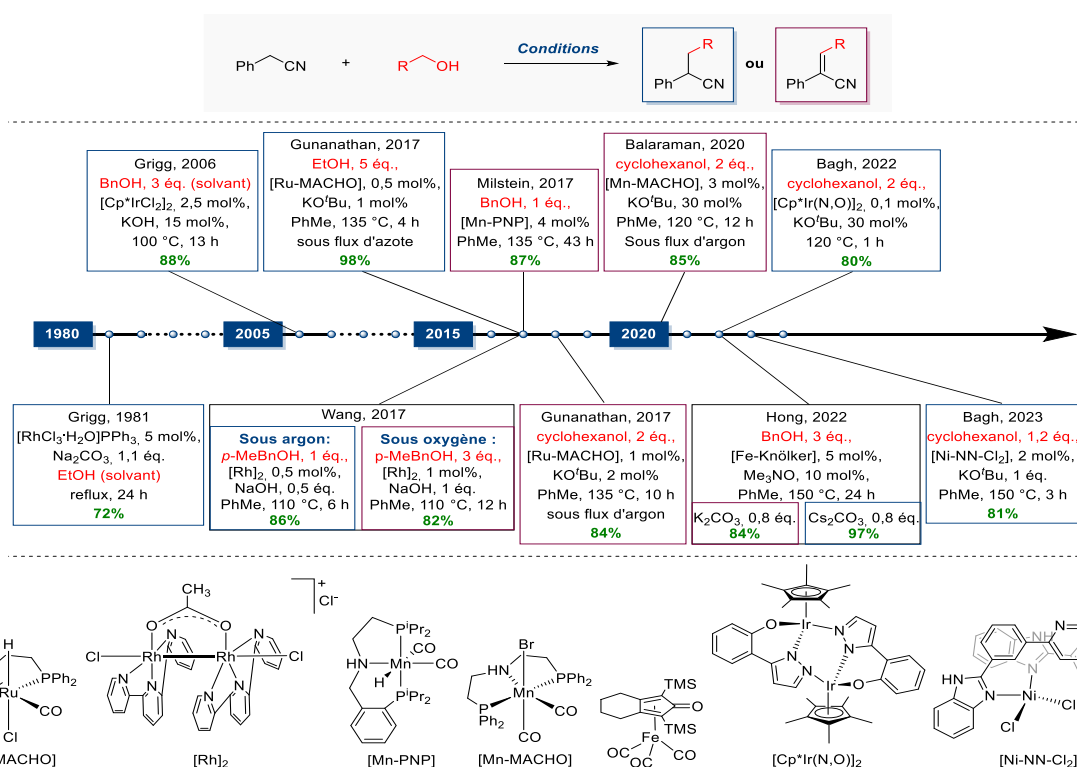 Ph
CN
+
R
OH
Conditions
R
Ph
CN
ou
R
Ph
CN
Grigg, 2006
BnOH, 3 éq. (solvant)
[Cp*IrCl2]2, 2,5 mol%,
KOH, 15 mol%,
100 °C, 13 h
88%
Gunanathan, 2017
EtOH, 5 éq.,
[Ru-MACHO], 0,5 mol%,
KOtBu, 1 mol%
PhMe, 135 °C, 4 h
sous flux d'azote
98%
Milstein, 2017
BnOH, 1 éq.,
[Mn-PNP], 4 mol%
PhMe, 135 °C, 43 h
87%
Balaraman, 2020
cyclohexanol, 2 éq.,
[Mn-MACHO], 3 mol%,
KOtBu, 30 mol%
PhMe, 120 °C, 12 h
Sous flux d'argon
85%
Bagh, 2022
cyclohexanol, 2 éq.,
[Cp*Ir(N,O)]2, 0,1 mol%,
KOtBu, 30 mol%
120 °C, 1 h
80%
1980
2005
2015
2020
Grigg, 1981
[RhCl3·H2O]PPh3, 5 mol%,
Na2CO3, 1,1 éq.
EtOH (solvant)
reflux, 24 h
72%
Wang, 2017
Sous argon:
p-MeBnOH, 1 éq.,
[Rh]2, 0,5 mol%,
NaOH, 0,5 éq.
PhMe, 110 °C, 6 h
86%
Sous oxygène :
p-MeBnOH, 3 éq.,
[Rh]2, 1 mol%,
NaOH, 1 éq.
PhMe, 110 °C, 12 h
82%
Gunanathan, 2017
cyclohexanol, 2 éq.,
[Ru-MACHO], 1 mol%,
KOtBu, 2 mol%
PhMe, 135 °C, 10 h
sous flux d'argon
84%
Hong, 2022
BnOH, 3 éq.,
[Fe-Knölker], 5 mol%,
Me3NO, 10 mol%,
PhMe, 150 °C, 24 h
K2CO3, 0,8 éq.
84%
Cs2CO3, 0,8 éq.
97%
Bagh, 2023
cyclohexanol, 1,2 éq.,
[Ni-NN-Cl2], 2 mol%,
KOtBu, 1 éq.
PhMe, 150 °C, 3 h
81%
H
Ru
PPh2
CO
Cl
MACHO]
CH3
+
Cl-
O
O
N
N
Cl
Rh
Rh
Cl
N
N
N
N
[Rh]2
PiPr2
CO
HN
Mn
CO
H
PiPr2
[Mn-PNP]
Br
HN
PPh2
Mn
P
Ph2
CO
CO
[Mn-MACHO]
TMS
O
TMS
Fe
OC
CO
CO
O
Ir
N
N
N
N
Ir
O
[Cp*Ir(N,O)]2
NH
N
N
HN
N
Ni
Cl
Cl
[Ni-NN-Cl2]